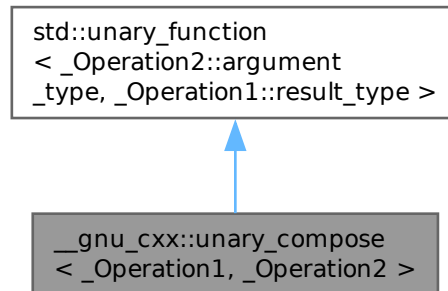 std::unary_function
< _Operation2::argument
_type, _Operation1::result_type >
__gnu_cxx::unary_compose
< _Operation1, _Operation2 >